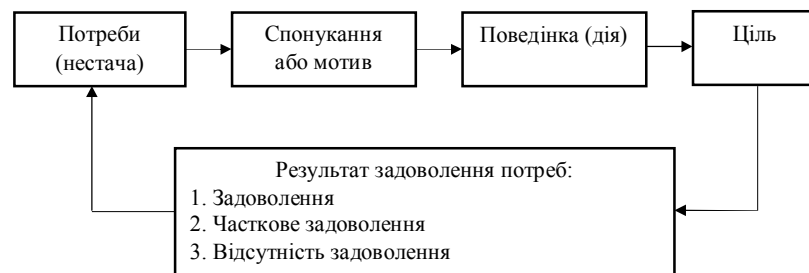 Потреби
(нестача)
Спонукання
або мотив
Поведінка (дія)
Ціль
Результат задоволення потреб:
1. Задоволення
2. Часткове задоволення
3. Відсутність задоволення